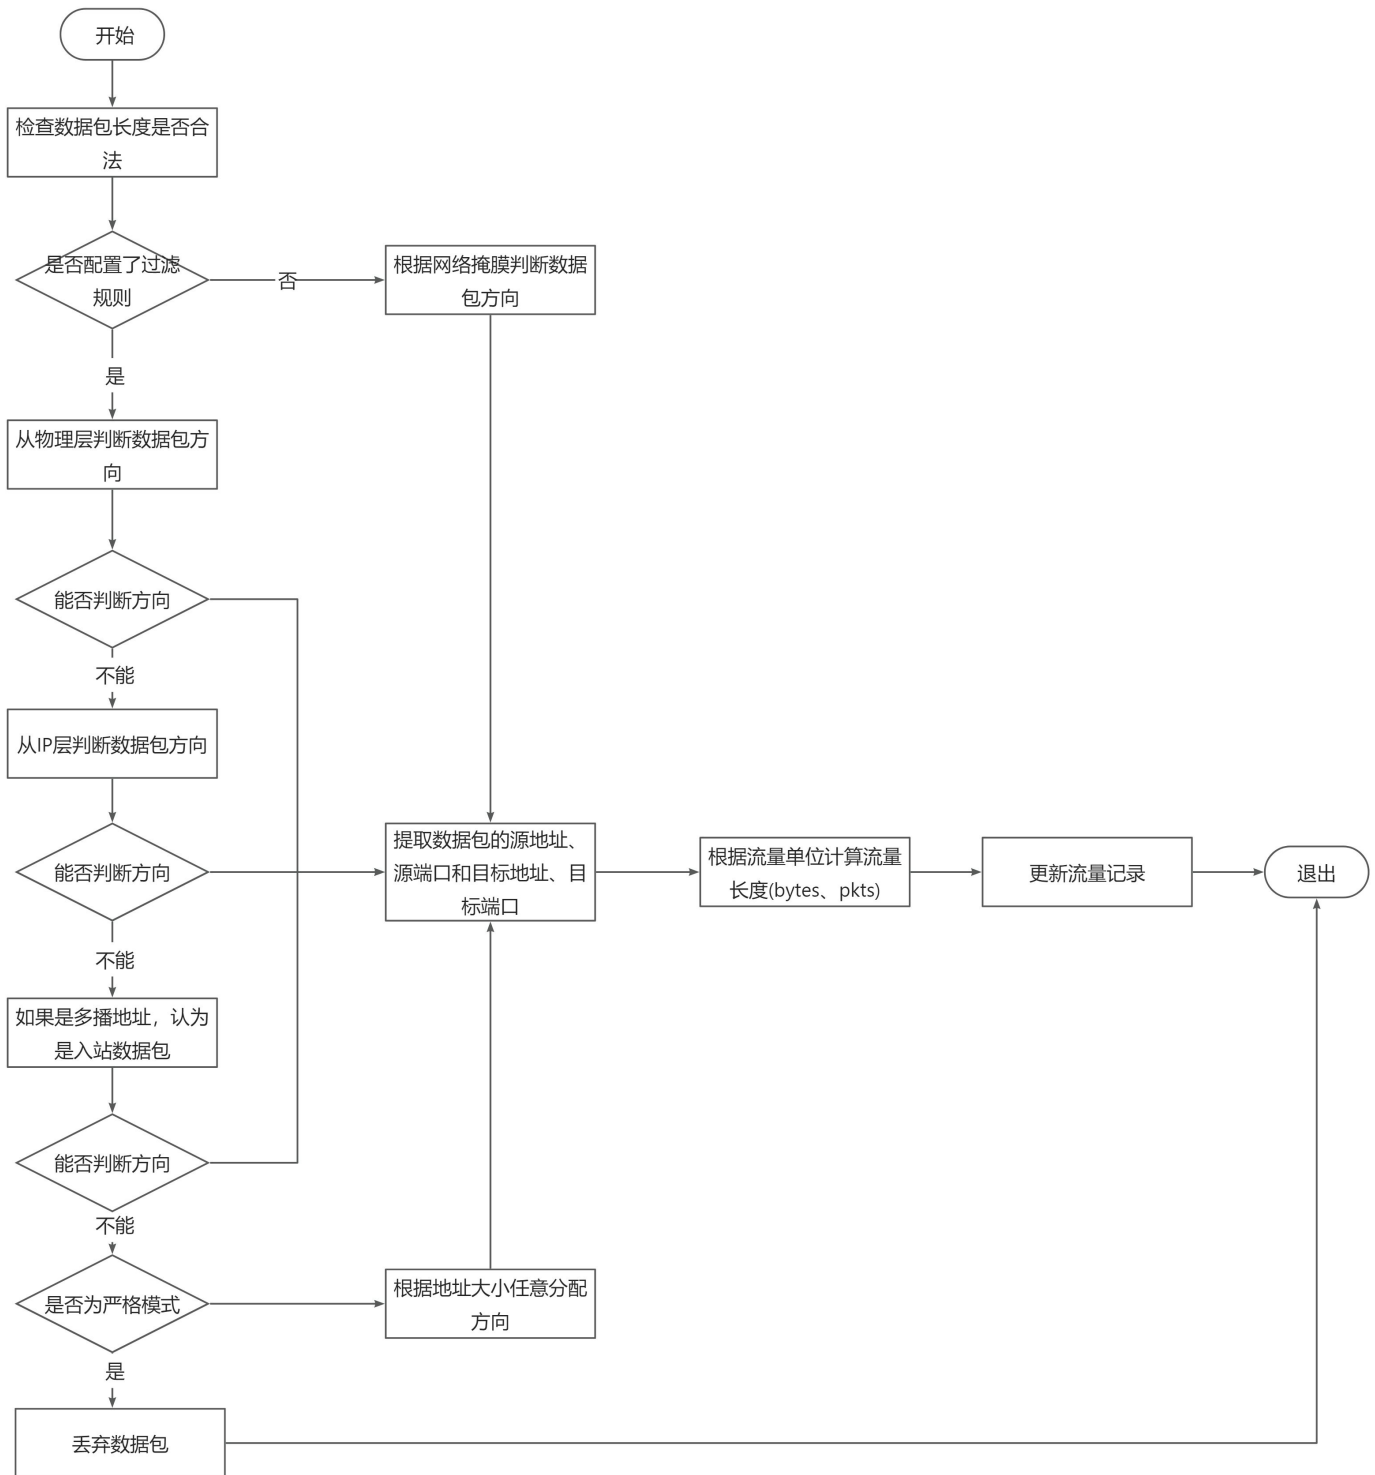 开始
检查数据包长度是否合
法
是否配置了过滤
规则
否
根据网络掩膜判断数据
包方向
是
从物理层判断数据包方
向
能否判断方向
不能
从IP层判断数据包方向
能否判断方向
提取数据包的源地址、
源端口和目标地址、目
标端口
根据流量单位计算流量
长度(bytes、pkts)
更新流量记录
退出
不能
如果是多播地址，认为
是入站数据包
能否判断方向
不能
是否为严格模式
根据地址大小任意分配
方向
是
丢弃数据包